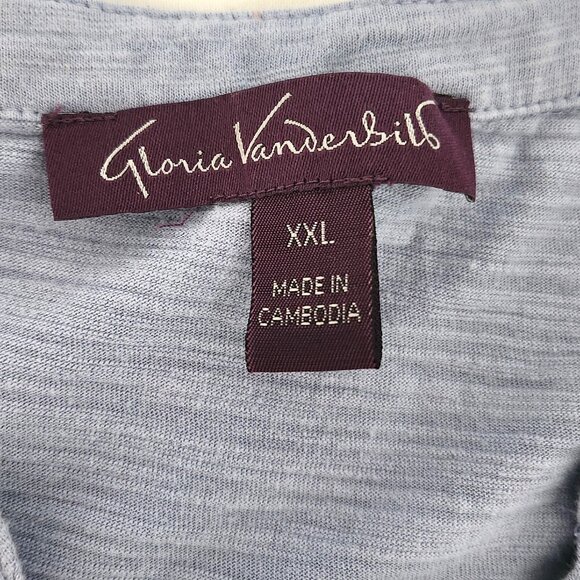 Gloria Vanderbilt
XXL
MADE IN
CAMBODIA